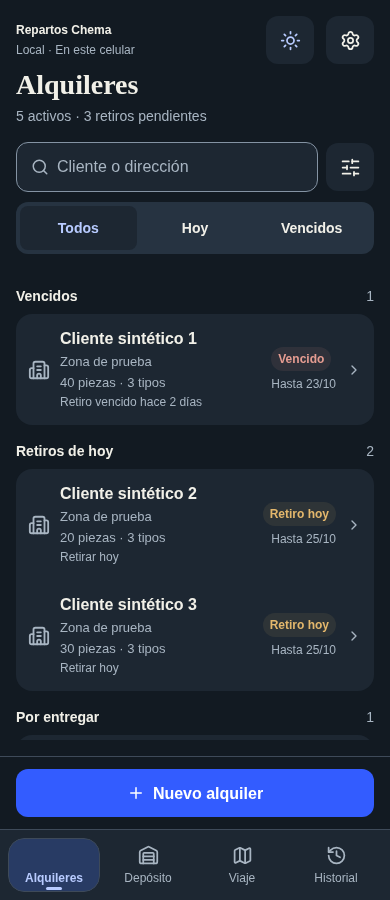 Repartos Chema
Local · En este celular
Alquileres
5 activos · 3 retiros pendientes
Cliente o dirección
Todos
Hoy
Vencidos
Vencidos
1
Cliente sintético 1
Zona de prueba
40 piezas · 3 tipos
Retiro vencido hace 2 días
Vencido
Hasta 23/10
Retiros de hoy
2
Cliente sintético 2
Zona de prueba
20 piezas · 3 tipos
Retirar hoy
Retiro hoy
Hasta 25/10
Cliente sintético 3
Zona de prueba
30 piezas · 3 tipos
Retirar hoy
Retiro hoy
Hasta 25/10
Por entregar
1
Nuevo alquiler
Alquileres
Depósito
Viaje
Historial